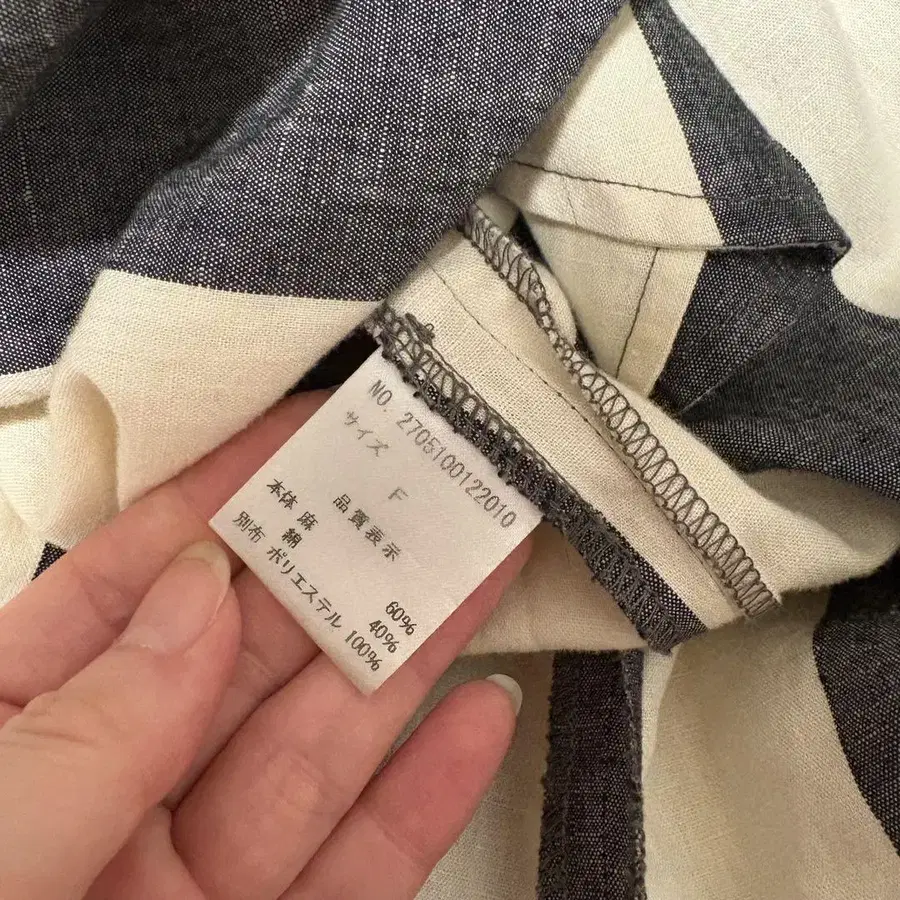 NO. 2705100122010
サイズ
F
品質表示
本体 麻 60%
綿 40%
別布 ポリエステル 100%